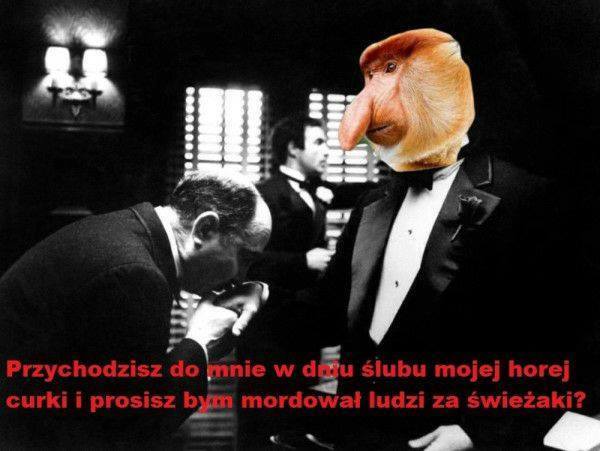 Przychodzisz do mnie w dniu ślubu mojej horej
curki i prosisz bym mordował ludzi za świeżaki?